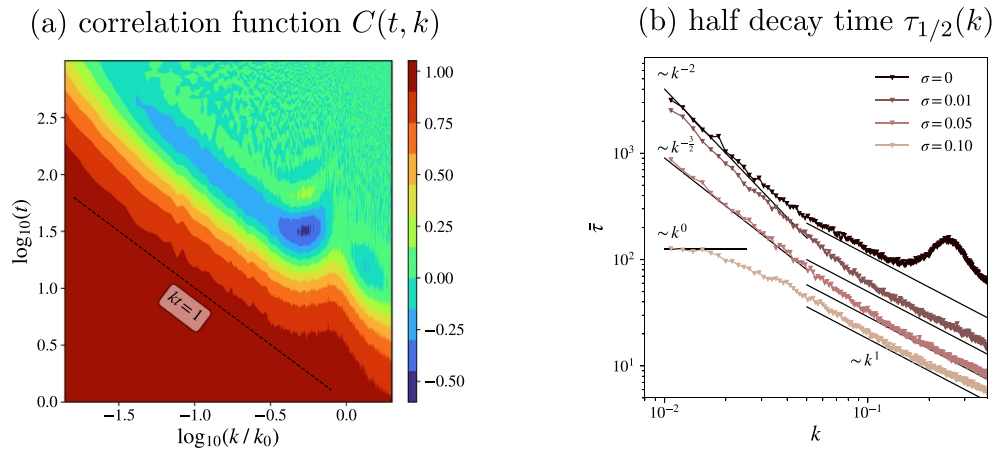 (a) correlation function C(t, k)
(b) half decay time τ₁/₂(k)
log₁₀(t)
2.5
2.0
1.5
1.0
0.5
0.0
kt = 1
−1.5
−1.0
−0.5
0.0
log₁₀(k / k₀)
1.00
0.75
0.50
0.25
0.00
−0.25
−0.50
τ̄
10³
10²
10¹
∼k⁻²
∼k^{-3/2}
∼k⁰
∼k¹
σ = 0
σ = 0.01
σ = 0.05
σ = 0.10
10⁻²
10⁻¹
k